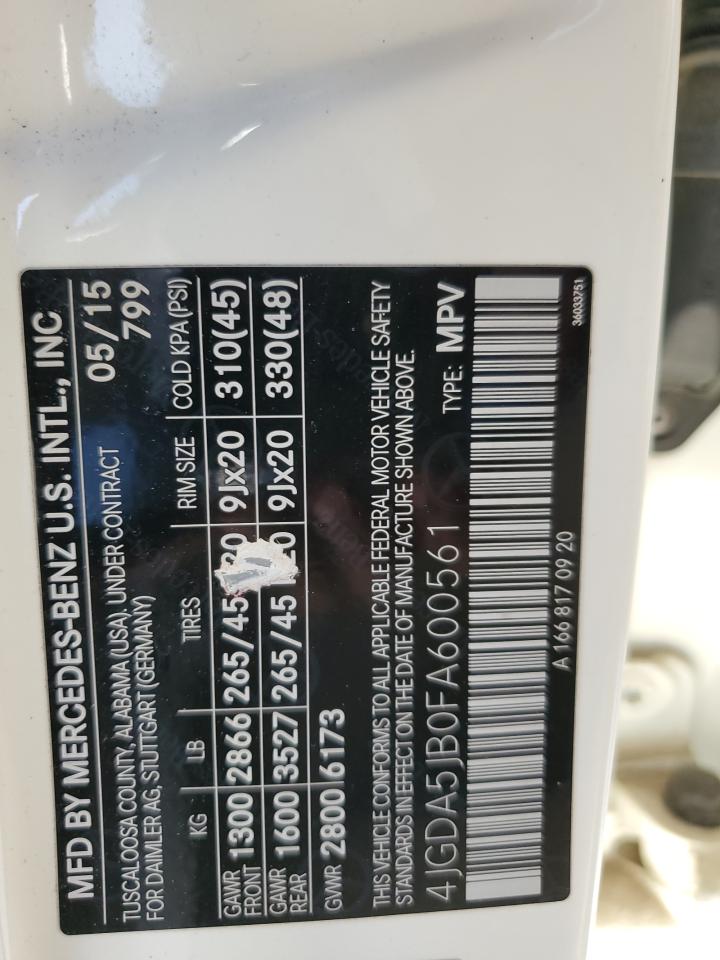 MFD BY MERCEDES-BENZ U.S. INTL., INC
TUSCALOOSA COUNTY, ALABAMA (USA), UNDER CONTRACT 05/15
FOR DAIMLER AG, STUTTGART (GERMANY) 799
KG LB TIRES RIM SIZE COLD KPA (PSI)
GAWR FRONT 1300 2866 265/45 20 9Jx20 310(45)
GAWR REAR 1600 3527 265/45 20 9Jx20 330(48)
GWR 2800 6173
THIS VEHICLE CONFORMS TO ALL APPLICABLE FEDERAL MOTOR VEHICLE SAFETY
STANDARDS IN EFFECT ON THE DATE OF MANUFACTURE SHOWN ABOVE.
4JGDA5JB0FA600561 TYPE: MPV
A 166 817 09 20 36033751